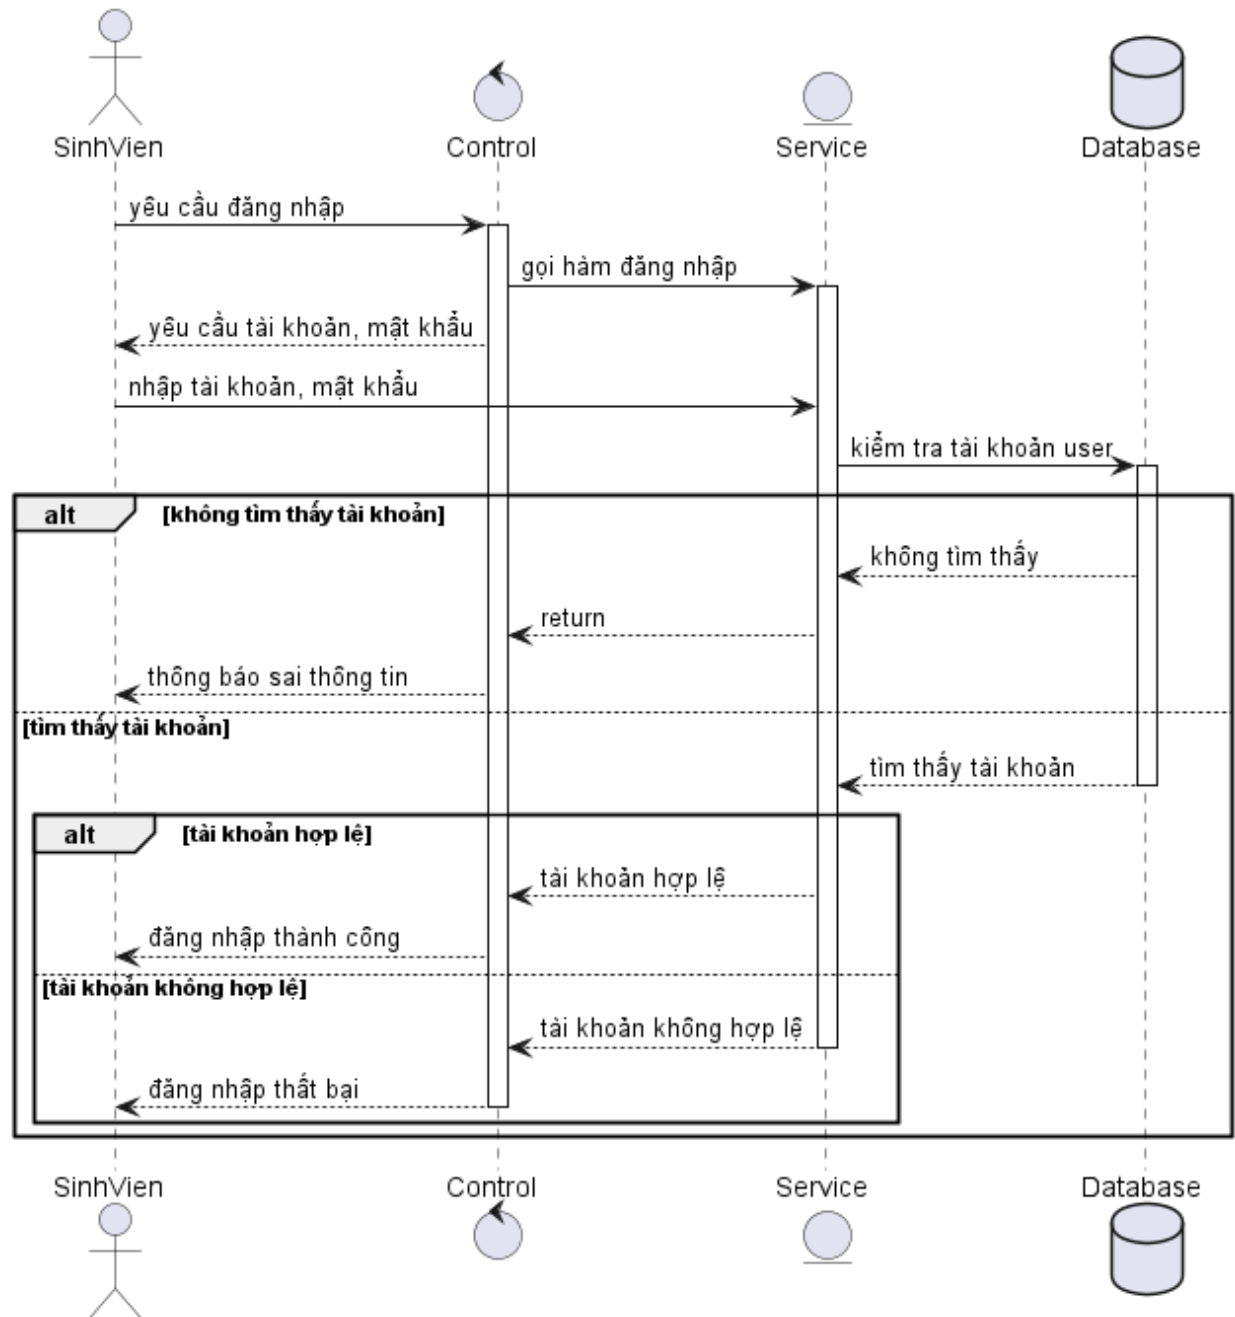 SinhVien
Control
Service
Database
yêu cầu đăng nhập
gọi hàm đăng nhập
yêu cầu tài khoản, mật khẩu
nhập tài khoản, mật khẩu
kiểm tra tài khoản user
alt
[không tìm thấy tài khoản]
không tìm thấy
return
thông báo sai thông tin
[tìm thấy tài khoản]
tìm thấy tài khoản
alt
[tài khoản hợp lệ]
tài khoản hợp lệ
đăng nhập thành công
[tài khoản không hợp lệ]
tài khoản không hợp lệ
đăng nhập thất bại
SinhVien
Control
Service
Database